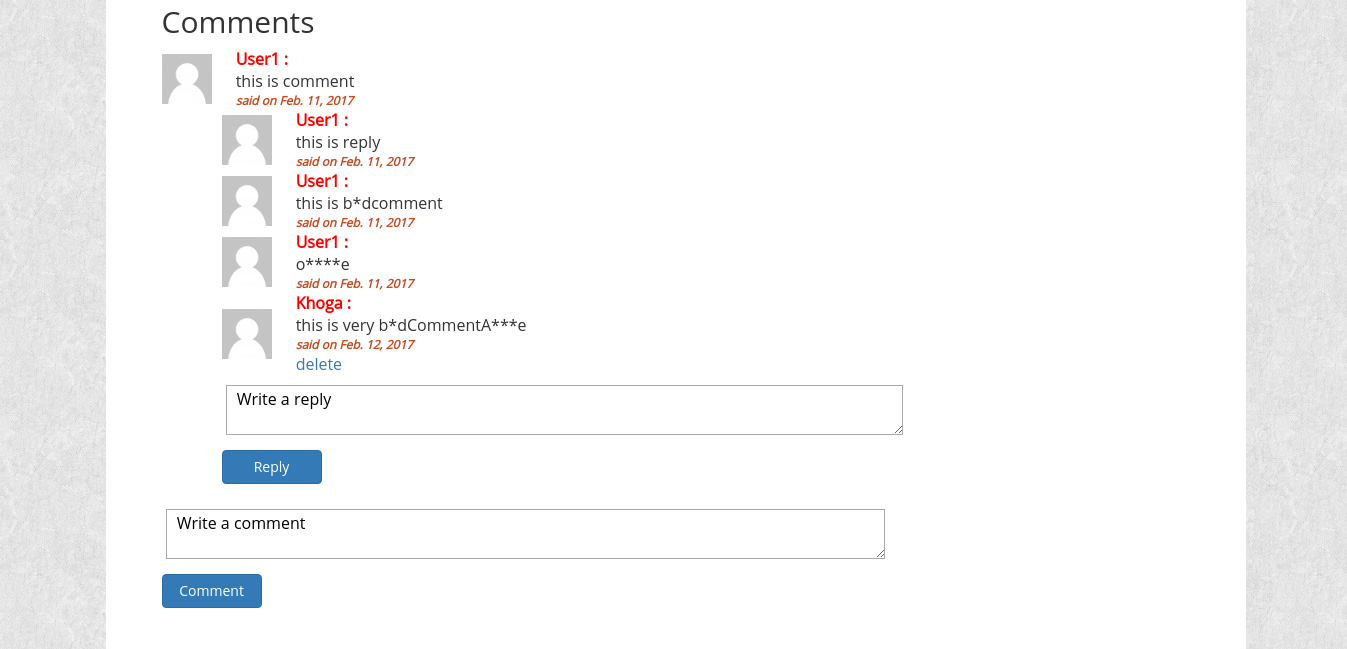 Comments
User1 :
this is comment
said on Feb. 11, 2017
User1 :
this is reply
said on Feb. 11, 2017
User1 :
this is b*dcomment
said on Feb. 11, 2017
User1 :
o****e
said on Feb. 11, 2017
Khoga :
this is very b*dCommentA***e
said on Feb. 12, 2017
delete
Write a reply
Reply
Write a comment
Comment